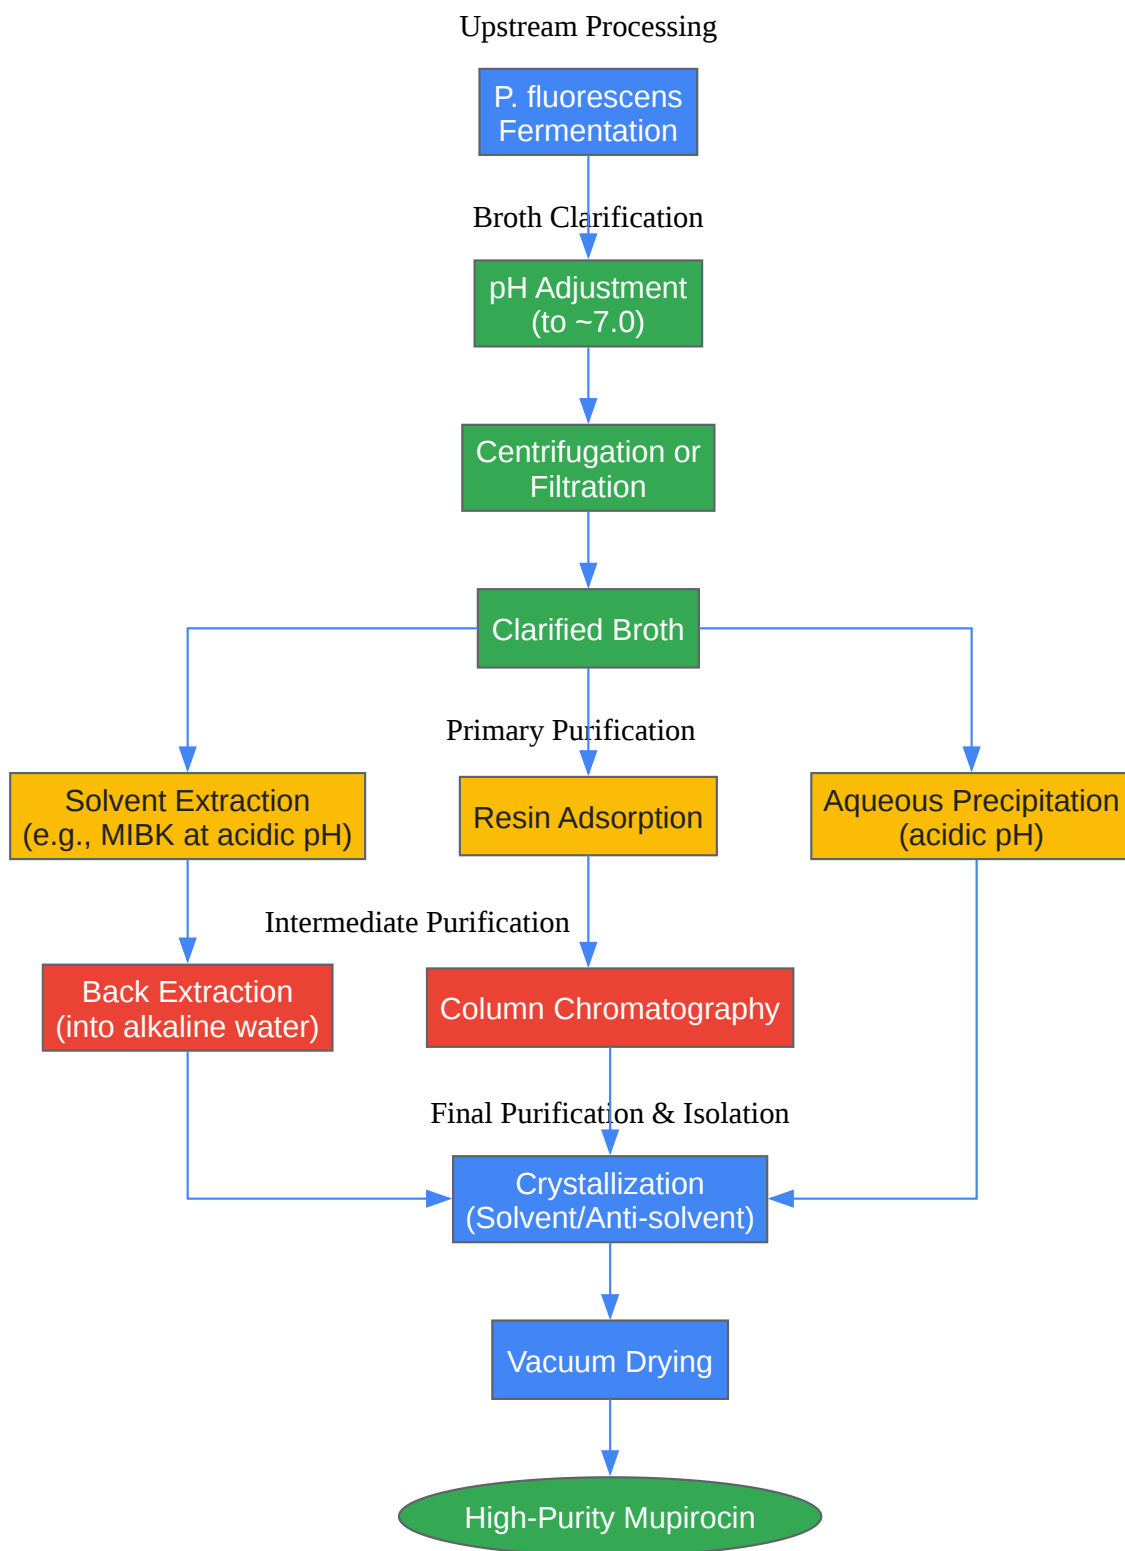 Upstream Processing
P. fluorescens
Fermentation
Broth Clarification
pH Adjustment
(to ~7.0)
Centrifugation or
Filtration
Clarified Broth
Primary Purification
Solvent Extraction
(e.g., MIBK at acidic pH)
Resin Adsorption
Aqueous Precipitation
(acidic pH)
Intermediate Purification
Back Extraction
(into alkaline water)
Column Chromatography
Final Purification & Isolation
Crystallization
(Solvent/Anti-solvent)
Vacuum Drying
High-Purity Mupirocin